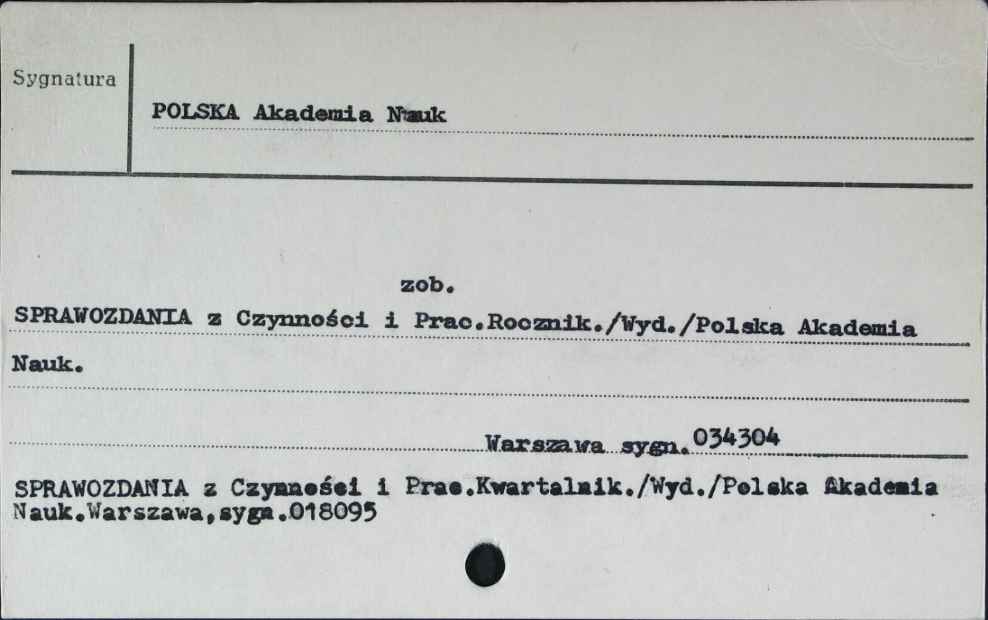 Sygnatura
POLSKA Akademia Nauk
zob.
SPRAWOZDANIA z Czynności i Prac.Rocznik./Wyd./Polska Akademia
Nauk.
Warszawa sygn.034304
SPRAWOZDANIA z Czynności i Prac.Kwartalnik./Wyd./Polska Akademia
Nauk.Warszawa,sygn.018095